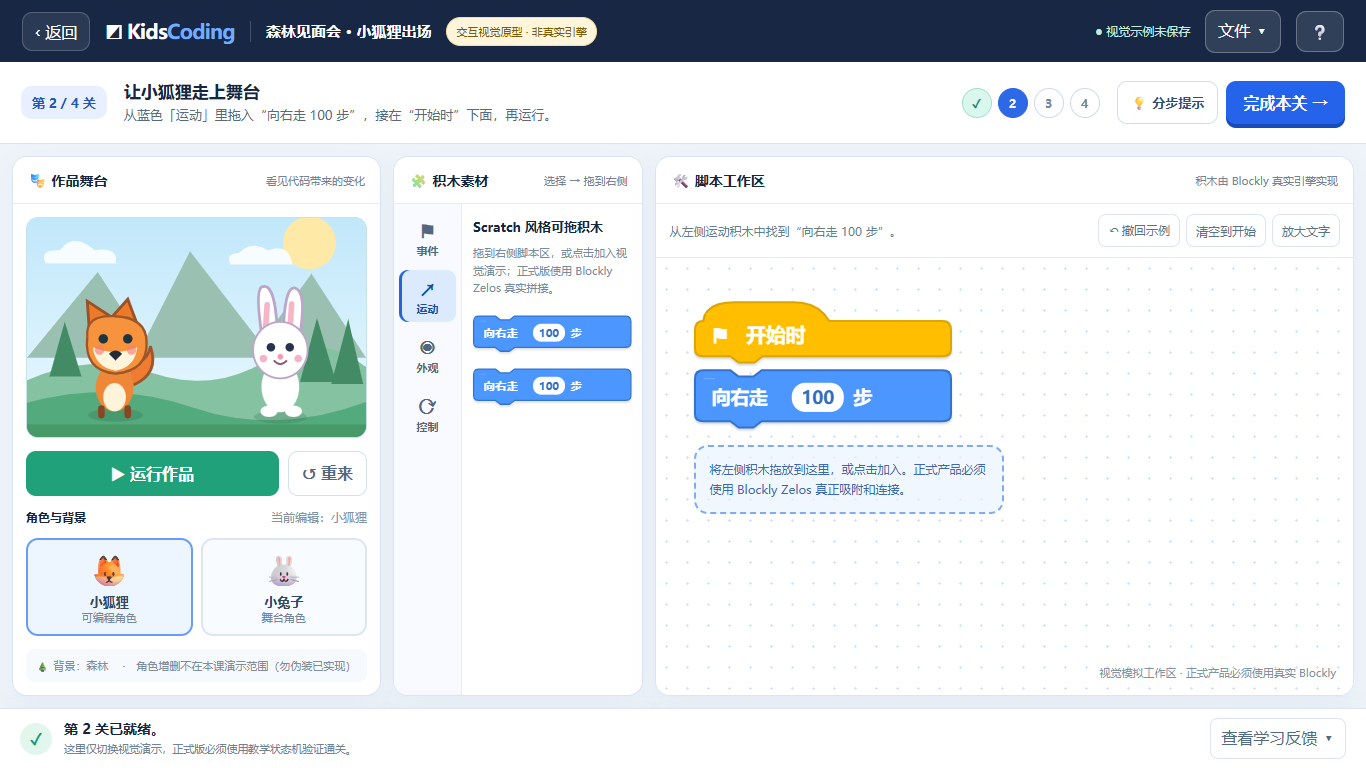 ‹ 返回
KidsCoding
森林见面会 • 小狐狸出场
交互视觉原型 · 非真实引擎
● 视觉示例未保存
文件 ▼
?
第 2 / 4 关
让小狐狸走上舞台
从蓝色「运动」里拖入“向右走 100 步”，接在“开始时”下面，再运行。
✓
2
3
4
分步提示
完成本关 →
作品舞台
看见代码带来的变化
▶ 运行作品
↺ 重来
角色与背景
当前编辑：小狐狸
小狐狸
可编程角色
小兔子
舞台角色
背景：森林 · 角色增删不在本课演示范围（勿伪装已实现）
积木素材
选择 → 拖到右侧
事件
运动
外观
控制
Scratch 风格可拖积木
拖到右侧脚本区，或点击加入视
觉演示；正式版使用 Blockly
Zelos 真实拼接。
向右走 100 步
向右走 100 步
脚本工作区
积木由 Blockly 真实引擎实现
从左侧运动积木中找到“向右走 100 步”。
↶ 撤回示例
清空到开始
放大文字
开始时
向右走 100 步
将左侧积木拖放到这里，或点击加入。正式产品必须
使用 Blockly Zelos 真正吸附和连接。
视觉模拟工作区 · 正式产品必须使用真实 Blockly
✓
第 2 关已就绪。
这里仅切换视觉演示，正式版必须使用教学状态机验证通关。
查看学习反馈 ▼